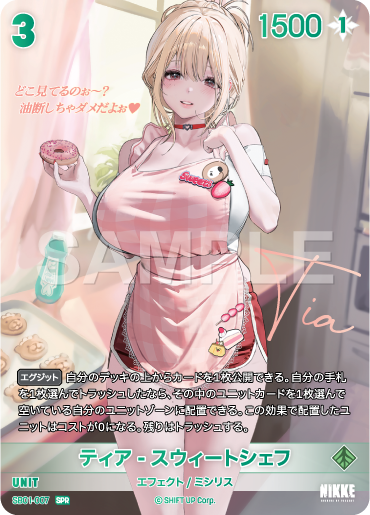 3
1500 1
どこ見てるのぉ～?
油断しちゃダメだよぉ♥
Sweets
SAMPLE
Tia
エグジット 自分のデッキの上からカードを1枚公開できる。自分の手札
を1枚選んでトラッシュしたなら、その中のユニットカードを1枚選んで
空いている自分のユニットゾーンに配置できる。この効果で配置したユ
ニットはコストが0になる。残りはトラッシュする。
ティア - スウィートシェフ
UNIT
エフェクト / ミシリス
SB01-007 SPR
© SHIFT UP Corp.
NIKKE